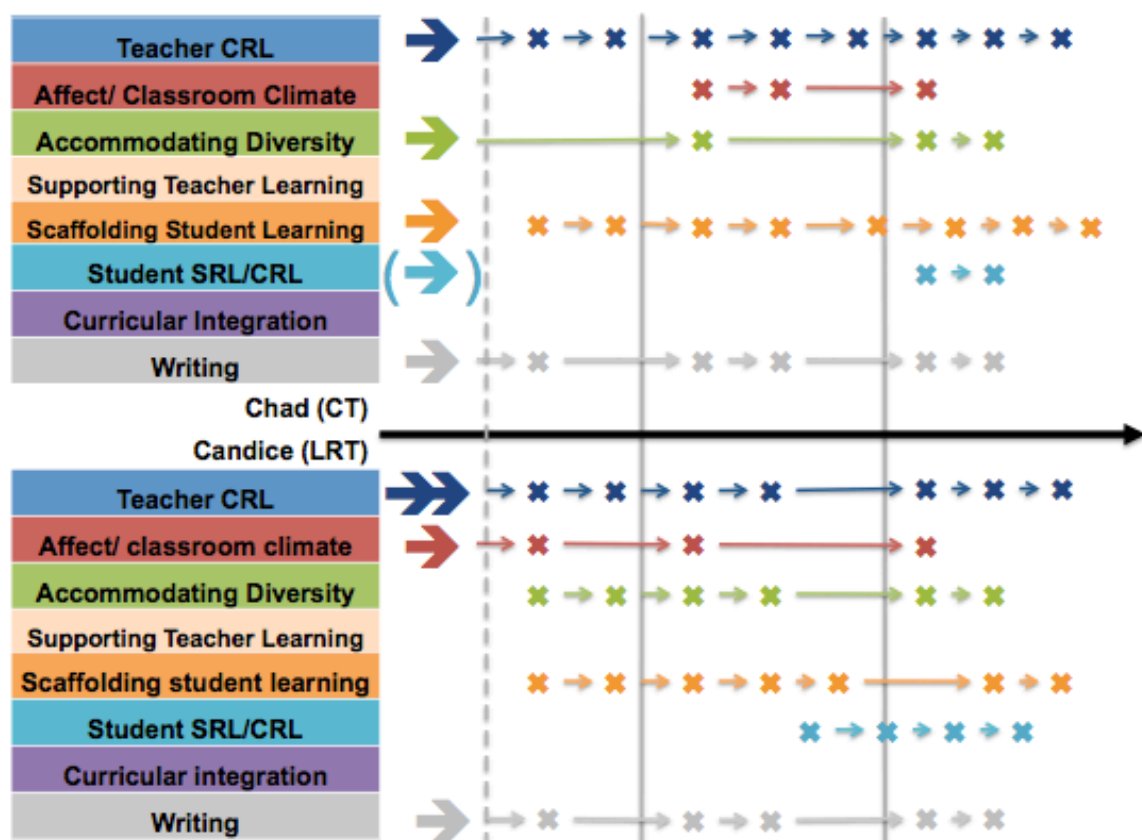 Teacher CRL
Affect/ Classroom Climate
Accommodating Diversity
Supporting Teacher Learning
Scaffolding Student Learning
Student SRL/CRL
( )
Curricular Integration
Writing
Chad (CT)
Candice (LRT)
Teacher CRL
Affect/ classroom climate
Accommodating Diversity
Supporting Teacher Learning
Scaffolding student learning
Student SRL/CRL
Curricular integration
Writing